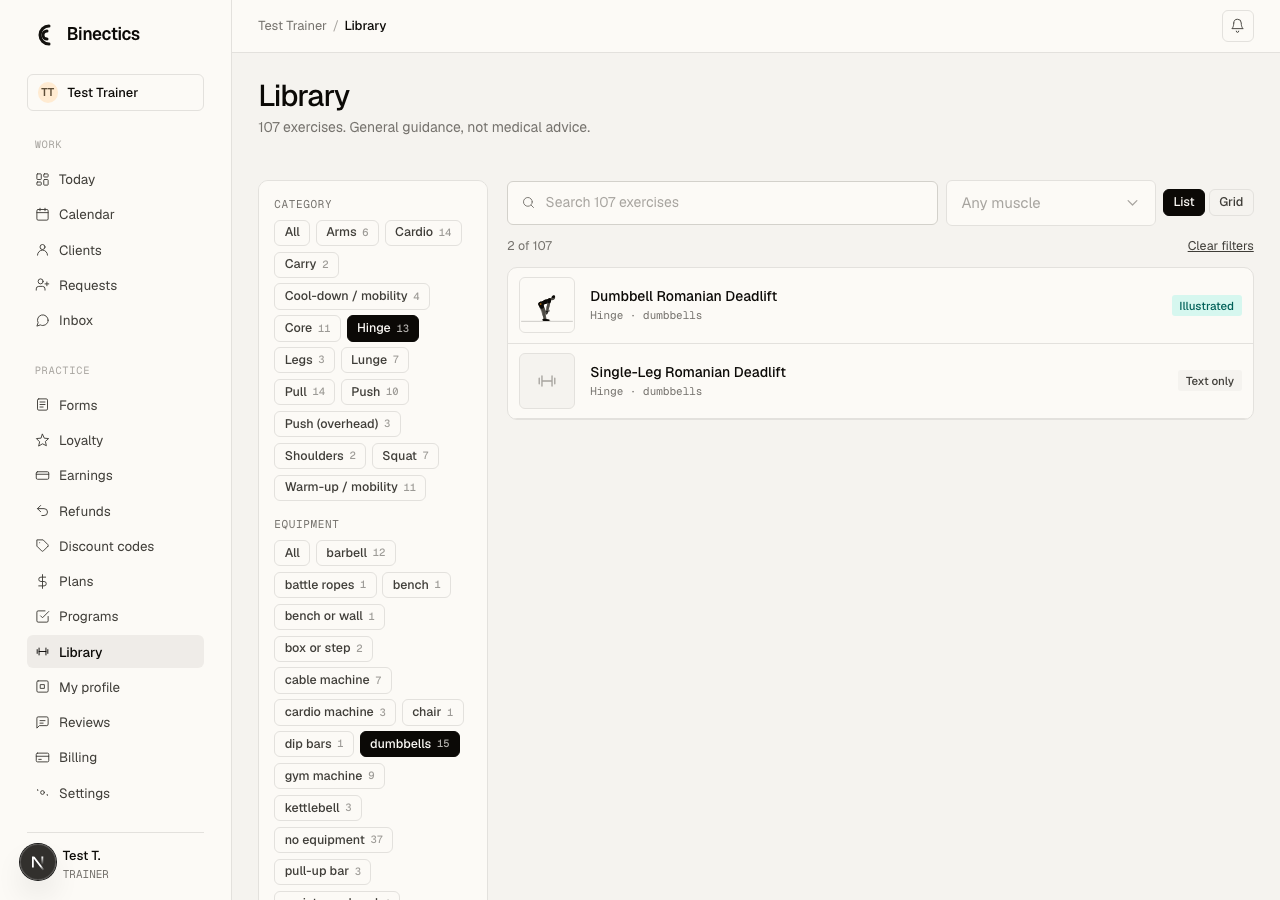 Binectics
TT Test Trainer
WORK
Today
Calendar
Clients
Requests
Inbox
PRACTICE
Forms
Loyalty
Earnings
Refunds
Discount codes
Plans
Programs
Library
My profile
Reviews
Billing
Settings
N
Test T.
TRAINER
Test Trainer / Library
Library
107 exercises. General guidance, not medical advice.
CATEGORY
All Arms 6 Cardio 14
Carry 2
Cool-down / mobility 4
Core 11 Hinge 13
Legs 3 Lunge 7
Pull 14 Push 10
Push (overhead) 3
Shoulders 2 Squat 7
Warm-up / mobility 11
EQUIPMENT
All barbell 12
battle ropes 1 bench 1
bench or wall 1
box or step 2
cable machine 7
cardio machine 3 chair 1
dip bars 1 dumbbells 15
gym machine 9
kettlebell 3
no equipment 37
pull-up bar 3
Search 107 exercises
Any muscle
List Grid
2 of 107 Clear filters
Dumbbell Romanian Deadlift
Hinge · dumbbells
Illustrated
Single-Leg Romanian Deadlift
Hinge · dumbbells
Text only